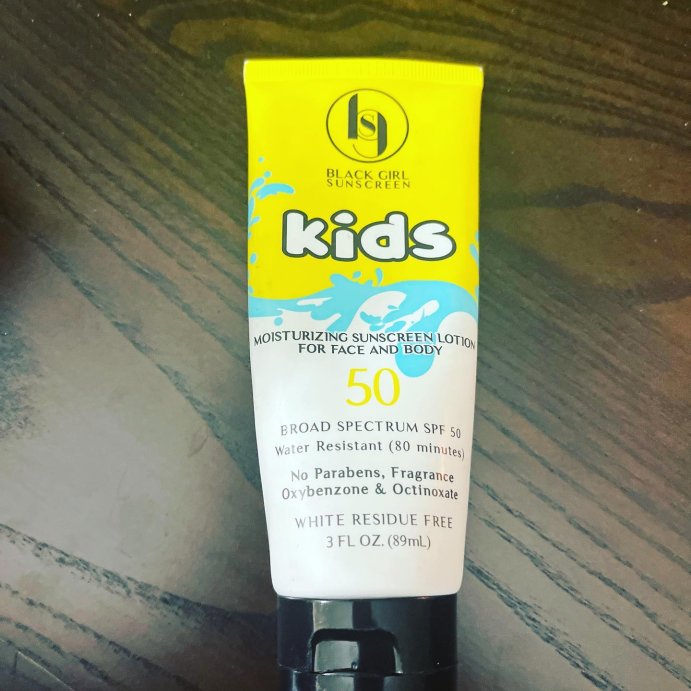 bsg
BLACK GIRL
SUNSCREEN
Kids
MOISTURIZING SUNSCREEN LOTION
FOR FACE AND BODY
50
BROAD SPECTRUM SPF 50
Water Resistant (80 minutes)
No Parabens, Fragrance
Oxybenzone & Octinoxate
WHITE RESIDUE FREE
3 FL OZ. (89mL)